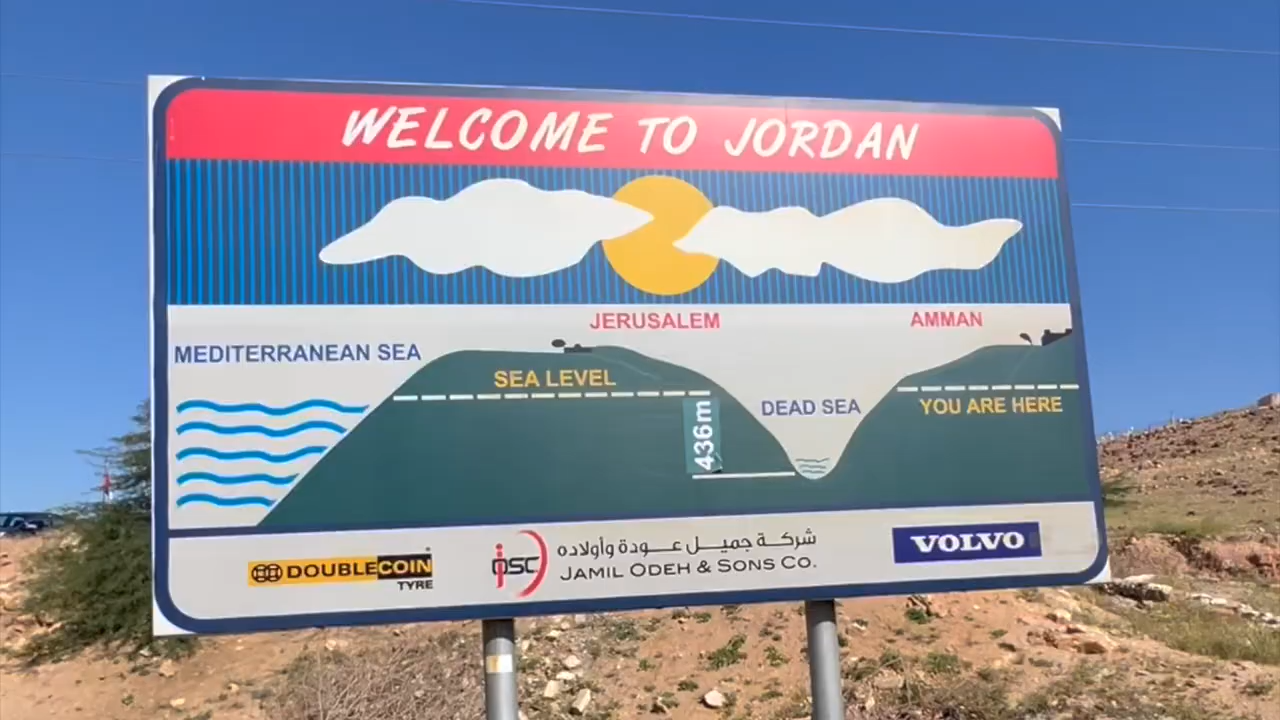 WELCOME TO JORDAN
JERUSALEM
AMMAN
MEDITERRANEAN SEA
SEA LEVEL
DEAD SEA
YOU ARE HERE
436m
DOUBLECOIN
TYRE
JOSC
شركة جميل عودة وأولاده
JAMIL ODEH & SONS CO.
VOLVO